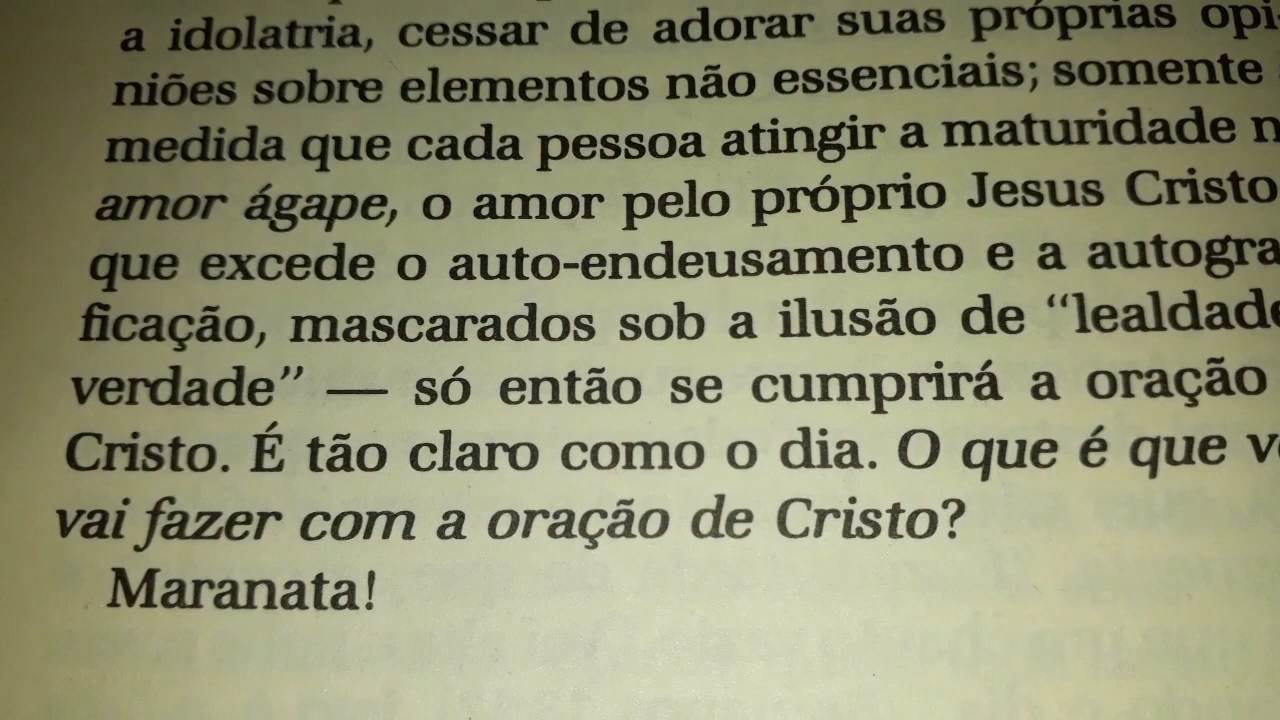 a idolatria, cessar de adorar suas próprias opi
niões sobre elementos não essenciais; somente
medida que cada pessoa atingir a maturidade
amor ágape, o amor pelo próprio Jesus Cristo
que excede o auto-endeusamento e a autogra
ficação, mascarados sob a ilusão de “lealdade
verdade” — só então se cumprirá a oração
Cristo. É tão claro como o dia. O que é que
vai fazer com a oração de Cristo?
Maranata!